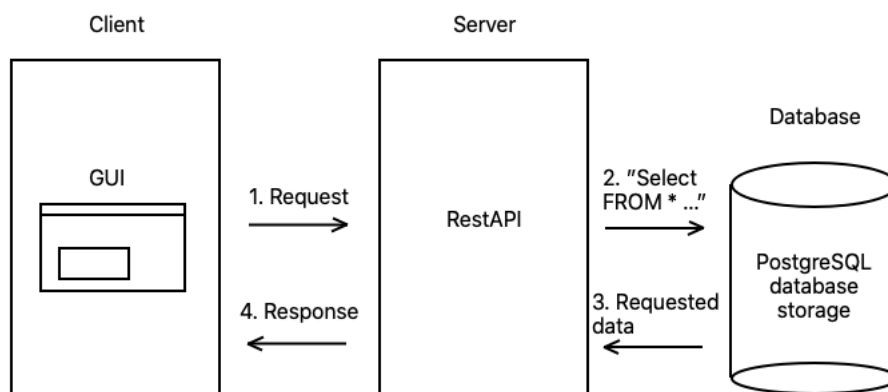 Client
Server
Database
GUI
1. Request
RestAPI
2. "Select
FROM * ..."
PostgreSQL
database
storage
3. Requested
data
4. Response